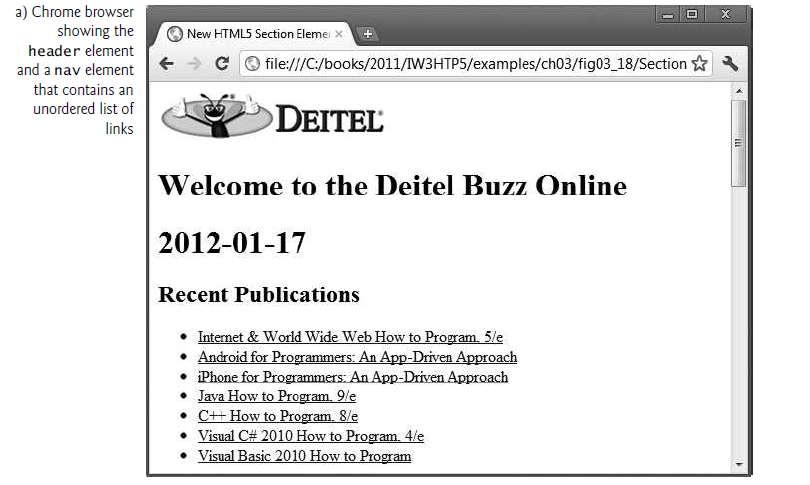 a) Chrome browser
showing the
header element
and a nav element
that contains an
unordered list of
links
New HTML5 Section Eleme
file:///C:/books/2011/IW3HTP5/examples/ch03/fig03_18/Section
DEITEL
Welcome to the Deitel Buzz Online
2012-01-17
Recent Publications
Internet & World Wide Web How to Program, 5/e
Android for Programmers: An App-Driven Approach
iPhone for Programmers: An App-Driven Approach
Java How to Program, 9/e
C++ How to Program, 8/e
Visual C# 2010 How to Program, 4/e
Visual Basic 2010 How to Program